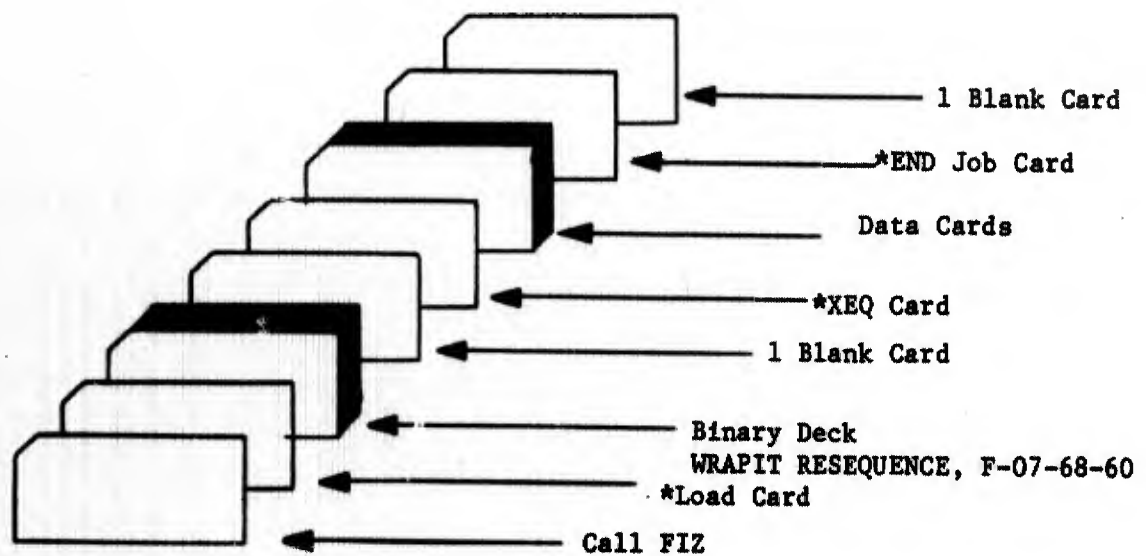 1 Blank Card
*END Job Card
Data Cards
*XEQ Card
1 Blank Card
Binary Deck
WRAPIT RESEQUENCE, F-07-68-60
*Load Card
Call FIZ